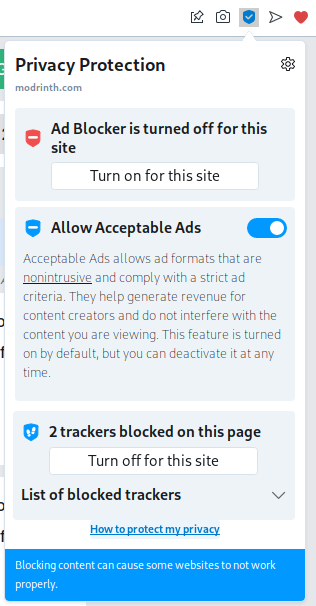 Privacy Protection
modrinth.com
Ad Blocker is turned off for this
site
Turn on for this site
Allow Acceptable Ads
Acceptable Ads allows ad formats that are
nonintrusive and comply with a strict ad
criteria. They help generate revenue for
content creators and do not interfere with the
content you are viewing. This feature is turned
on by default, but you can deactivate it at any
time.
2 trackers blocked on this page
Turn off for this site
List of blocked trackers
How to protect my privacy
Blocking content can cause some websites to not work
properly.